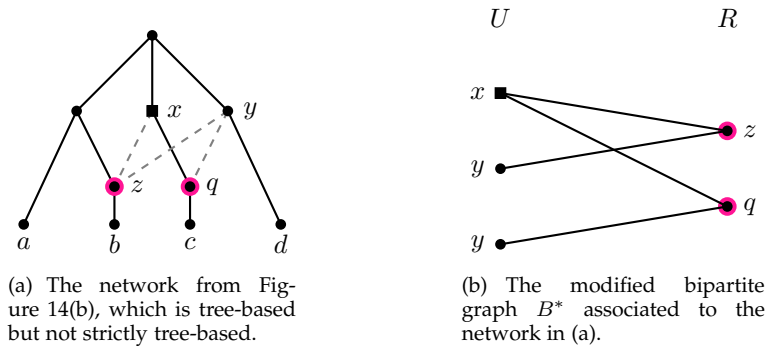 U R
x
y
y
z
q
x
y
z
q
a
b
c
d
(a) The network from Fig-
ure 14(b), which is tree-based
but not strictly tree-based.
(b) The modified bipartite
graph B* associated to the
network in (a).